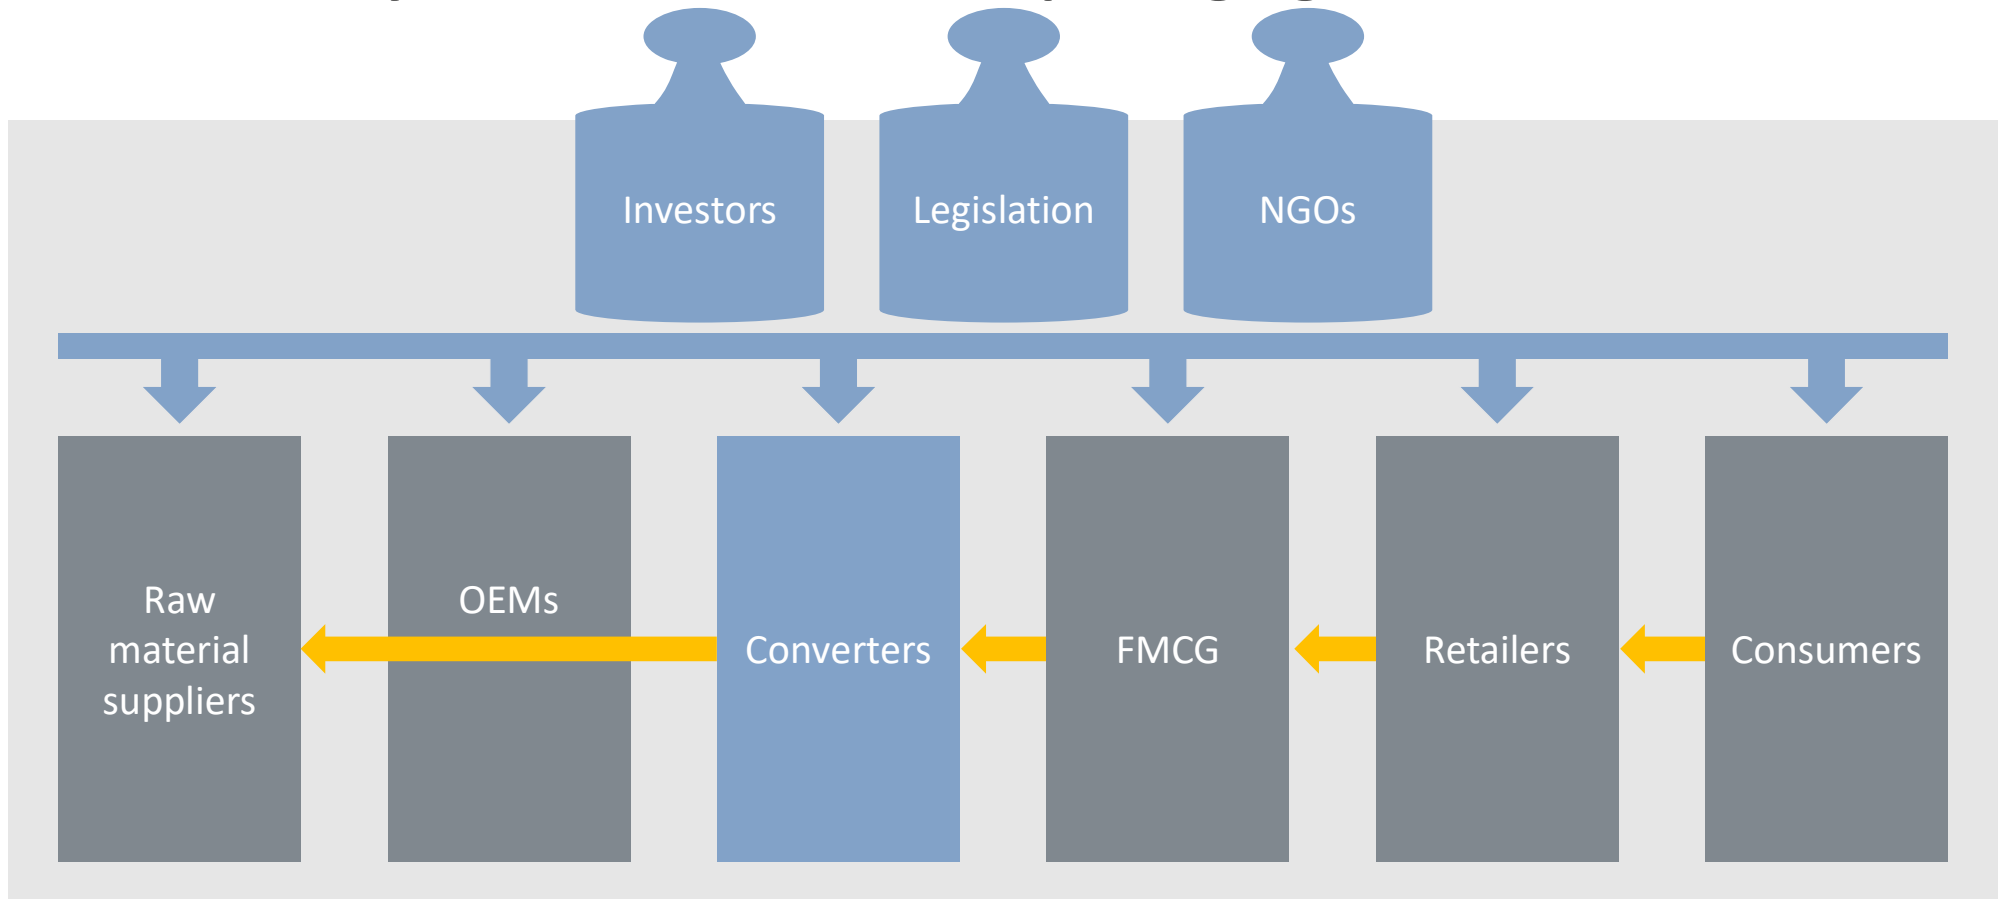 Investors
Legislation
NGOs
Raw
material
suppliers
OEMs
Converters
FMCG
Retailers
Consumers